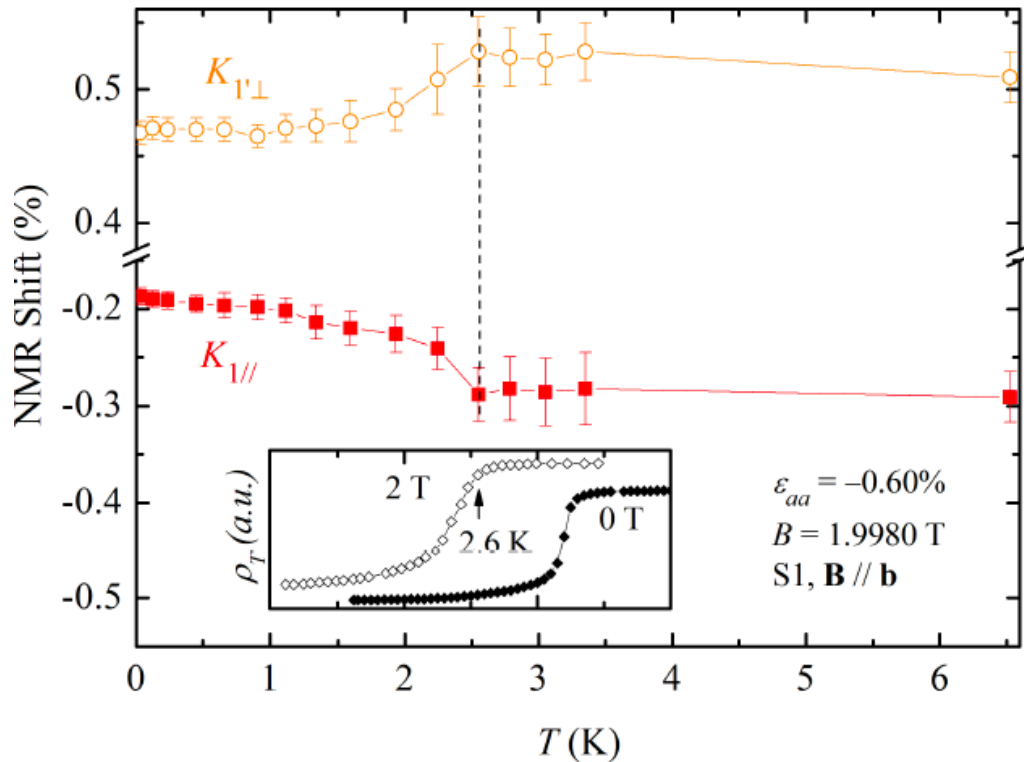 K1'⊥
0.5
0.4
NMR Shift (%)
-0.2
K1//
-0.3
-0.4
-0.5
ρT (a.u.)
2 T
0 T
2.6 K
εaa = –0.60%
B = 1.9980 T
S1, B // b
0 1 2 3 4 5 6
T (K)